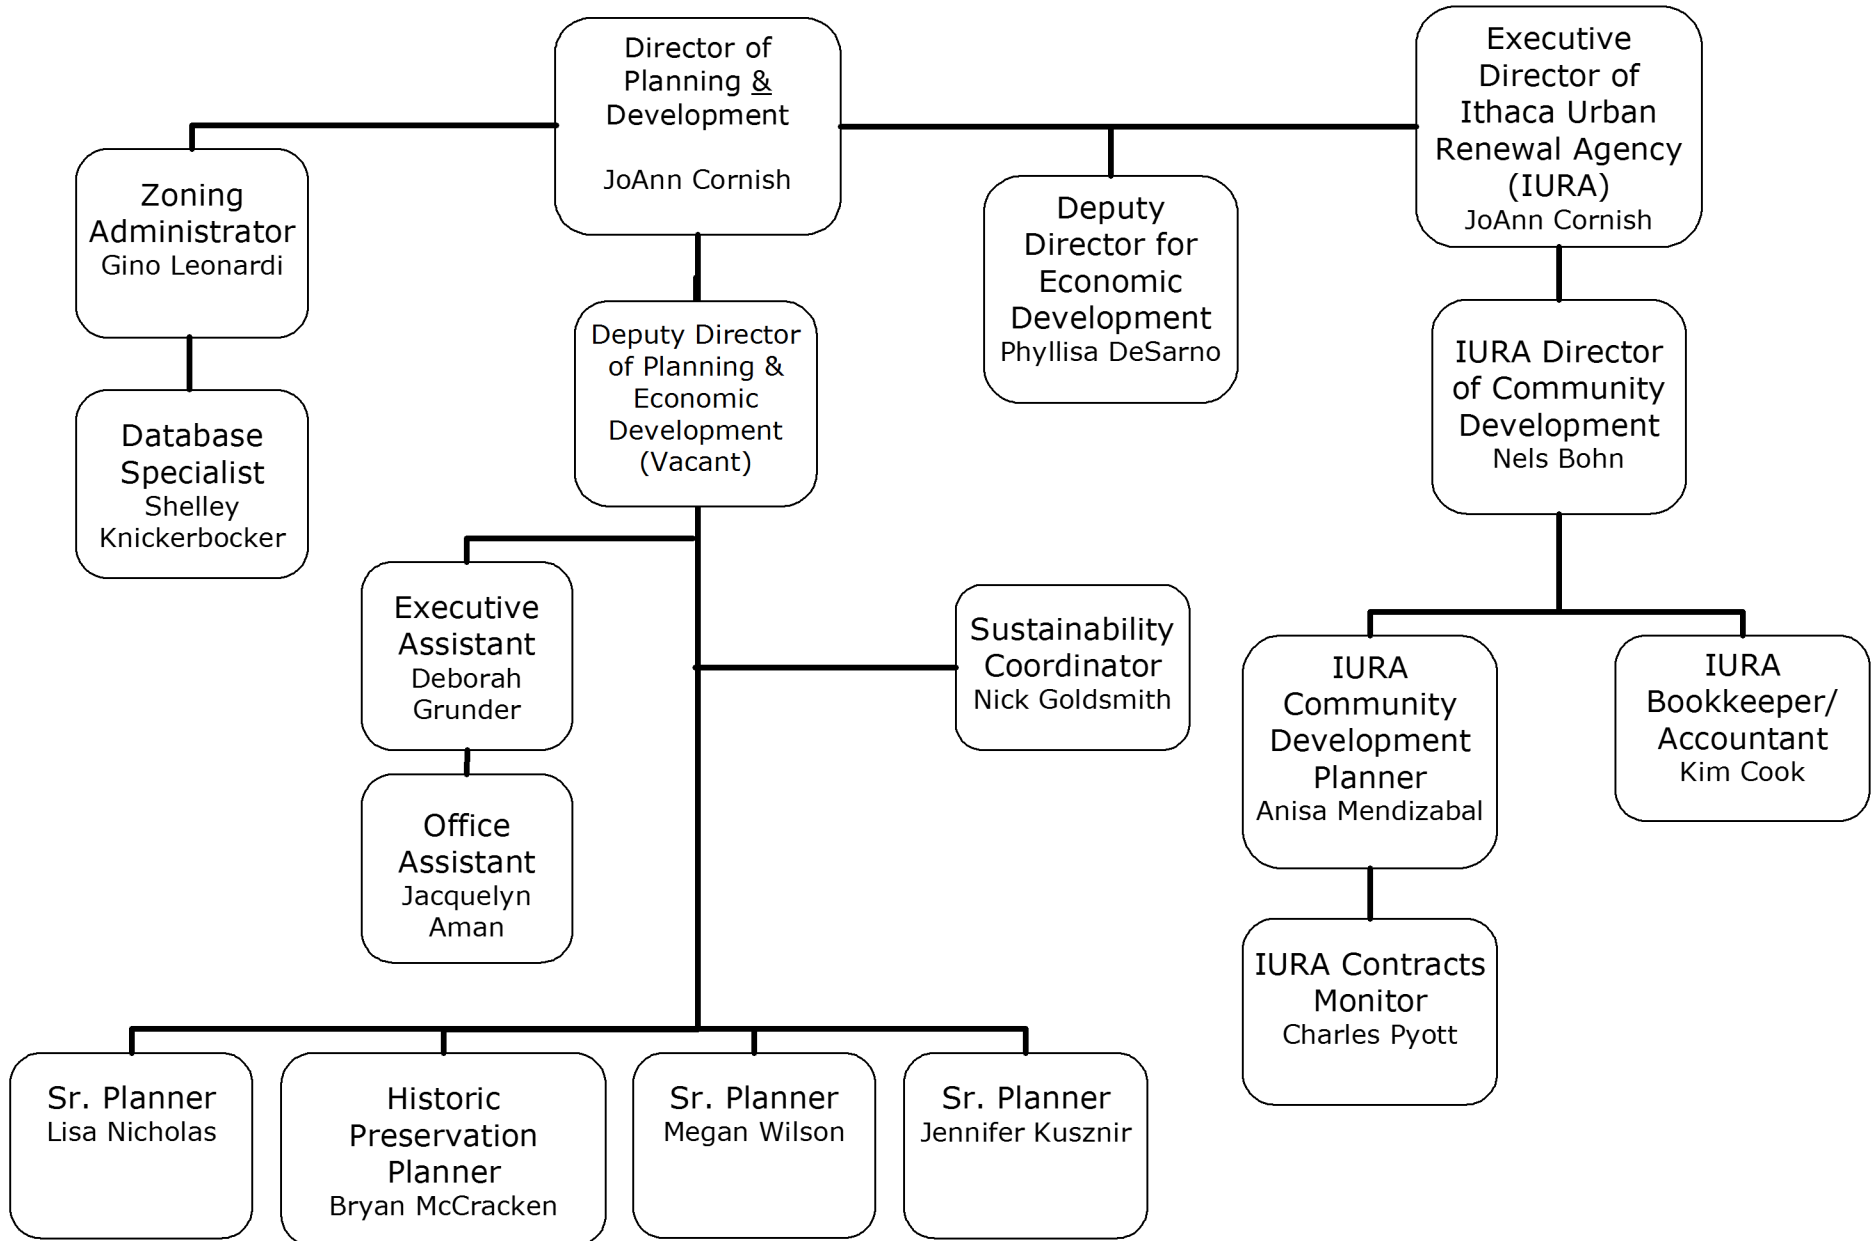 Director of
Planning &
Development
JoAnn Cornish
Executive
Director of
Ithaca Urban
Renewal Agency
(IURA)
JoAnn Cornish
Zoning
Administrator
Gino Leonardi
Deputy
Director for
Economic
Development
Phyllisa DeSarno
Deputy Director
of Planning &
Economic
Development
(Vacant)
IURA Director
of Community
Development
Nels Bohn
Database
Specialist
Shelley
Knickerbocker
Executive
Assistant
Deborah
Grunder
Sustainability
Coordinator
Nick Goldsmith
IURA
Community
Development
Planner
Anisa Mendizabal
IURA
Bookkeeper/
Accountant
Kim Cook
Office
Assistant
Jacquelyn
Aman
IURA Contracts
Monitor
Charles Pyott
Sr. Planner
Lisa Nicholas
Historic
Preservation
Planner
Bryan McCracken
Sr. Planner
Megan Wilson
Sr. Planner
Jennifer Kusznir